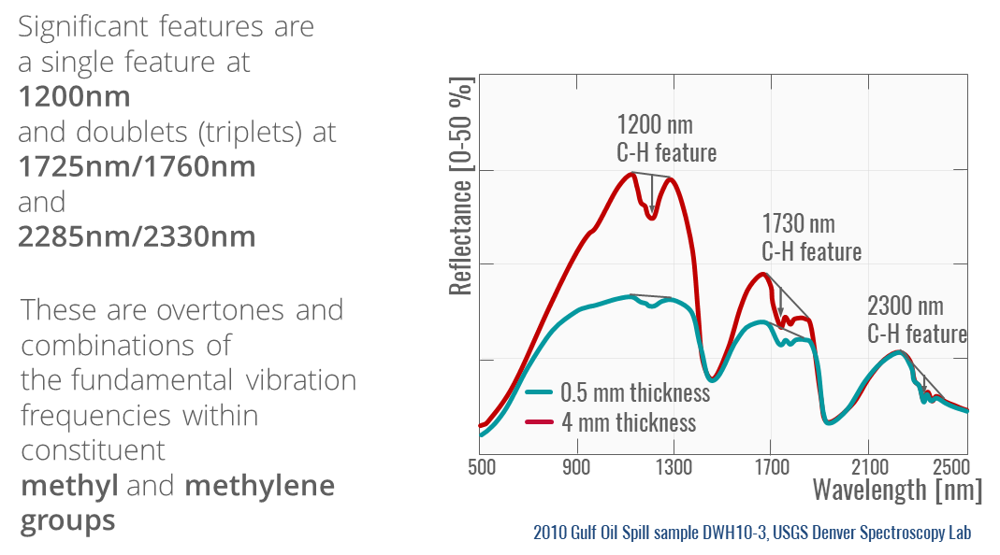 Significant features are
a single feature at
1200nm
and doublets (triplets) at
1725nm/1760nm
and
2285nm/2330nm
These are overtones and
combinations of
the fundamental vibration
frequencies within
constituent
methyl and methylene
groups
Reflectance [0-50 %]
1200 nm
C-H feature
1730 nm
C-H feature
2300 nm
C-H feature
0.5 mm thickness
4 mm thickness
500 900 1300 1700 2100 2500
Wavelength [nm]
2010 Gulf Oil Spill sample DWH10-3, USGS Denver Spectroscopy Lab